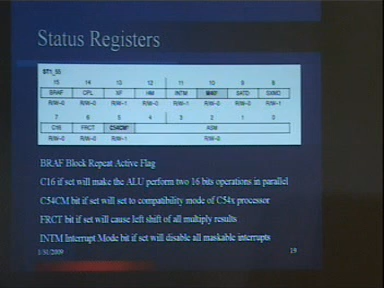 Status Registers
ST1_55
15 14 13 12 11 10 9 8
BRAF CPL XF HM INTM M40 SATD SXMD
R/W-0 R/W-0 R/W-1 R/W-0 R/W-1 R/W-0 R/W-0 R/W-1
7 6 5 4 3 2 1 0
C16 FRCT C54CM ASM
R/W-0 R/W-0 R/W-1 R/W-0
BRAF Block Repeat Active Flag
C16 if set will make the ALU perform two 16 bits operations in parallel
C54CM bit if set will set to compatibility mode of C54x processor
FRCT bit if set will cause left shift of all multiply results
INTM Interrupt Mode bit if set will disable all maskable interrupts
1/31/2009 19